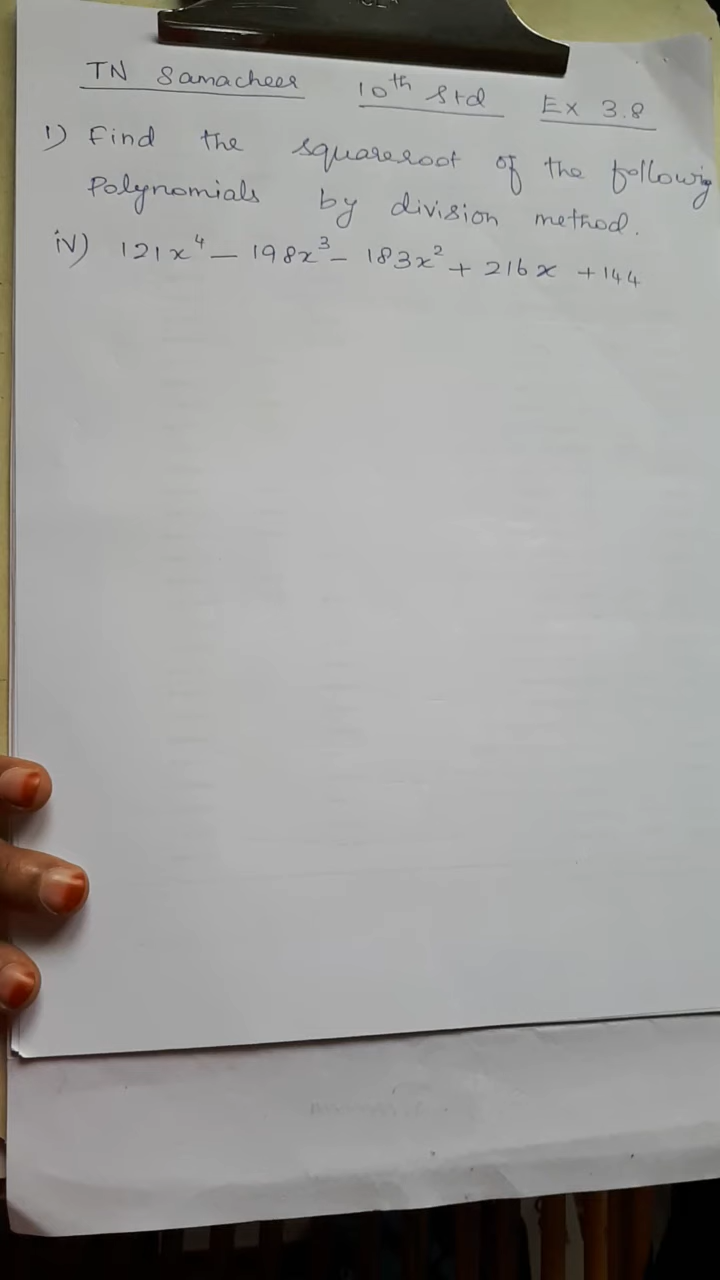 TN Samacheer 10th Std Ex 3.8
1) Find the squareroot of the followig
Polynomials by division method.
iv) 121x⁴ — 198x³ — 183x² + 216x + 144